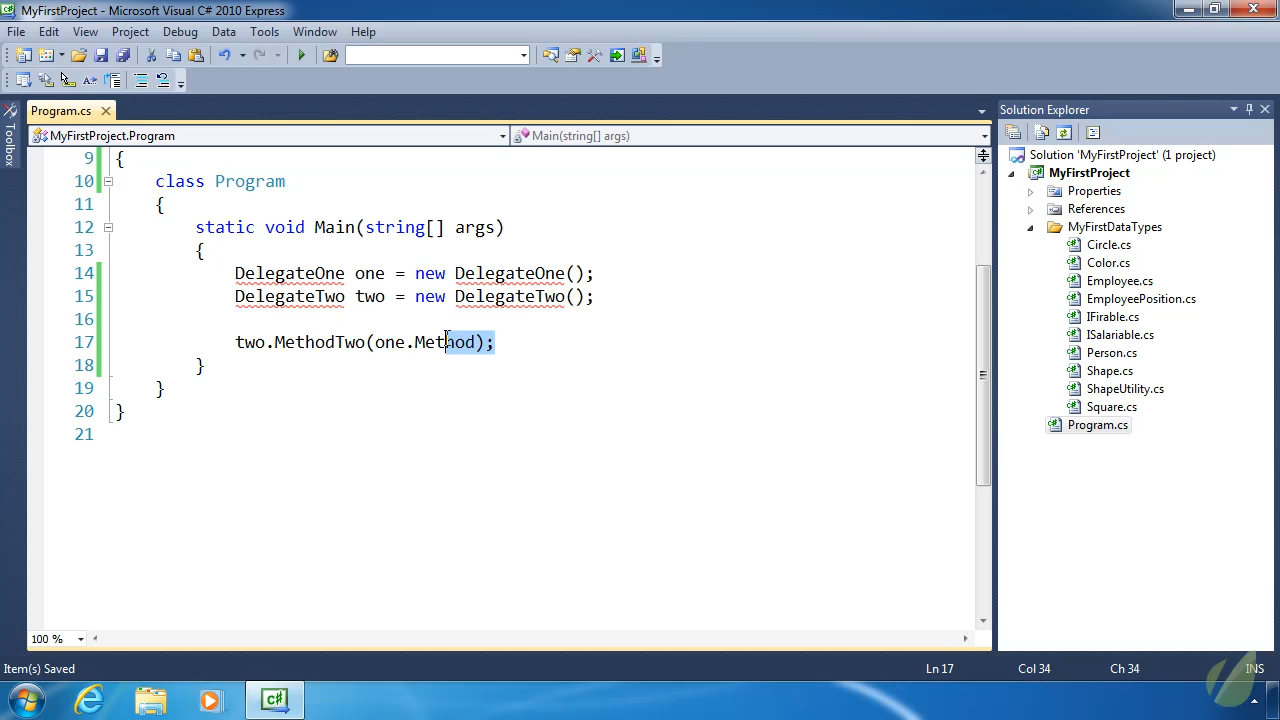 MyFirstProject - Microsoft Visual C# 2010 Express
File Edit View Project Debug Data Tools Window Help
Toolbox
Program.cs
MyFirstProject.Program
Main(string[] args)
9 {
10 class Program
11 {
12 static void Main(string[] args)
13 {
14 DelegateOne one = new DelegateOne();
15 DelegateTwo two = new DelegateTwo();
16
17 two.MethodTwo(one.Method);
18 }
19 }
20 }
21
100 %
Solution Explorer
Solution 'MyFirstProject' (1 project)
MyFirstProject
Properties
References
MyFirstDataTypes
Circle.cs
Color.cs
Employee.cs
EmployeePosition.cs
IFirable.cs
ISalariable.cs
Person.cs
Shape.cs
ShapeUtility.cs
Square.cs
Program.cs
Item(s) Saved Ln 17 Col 34 Ch 34 INS